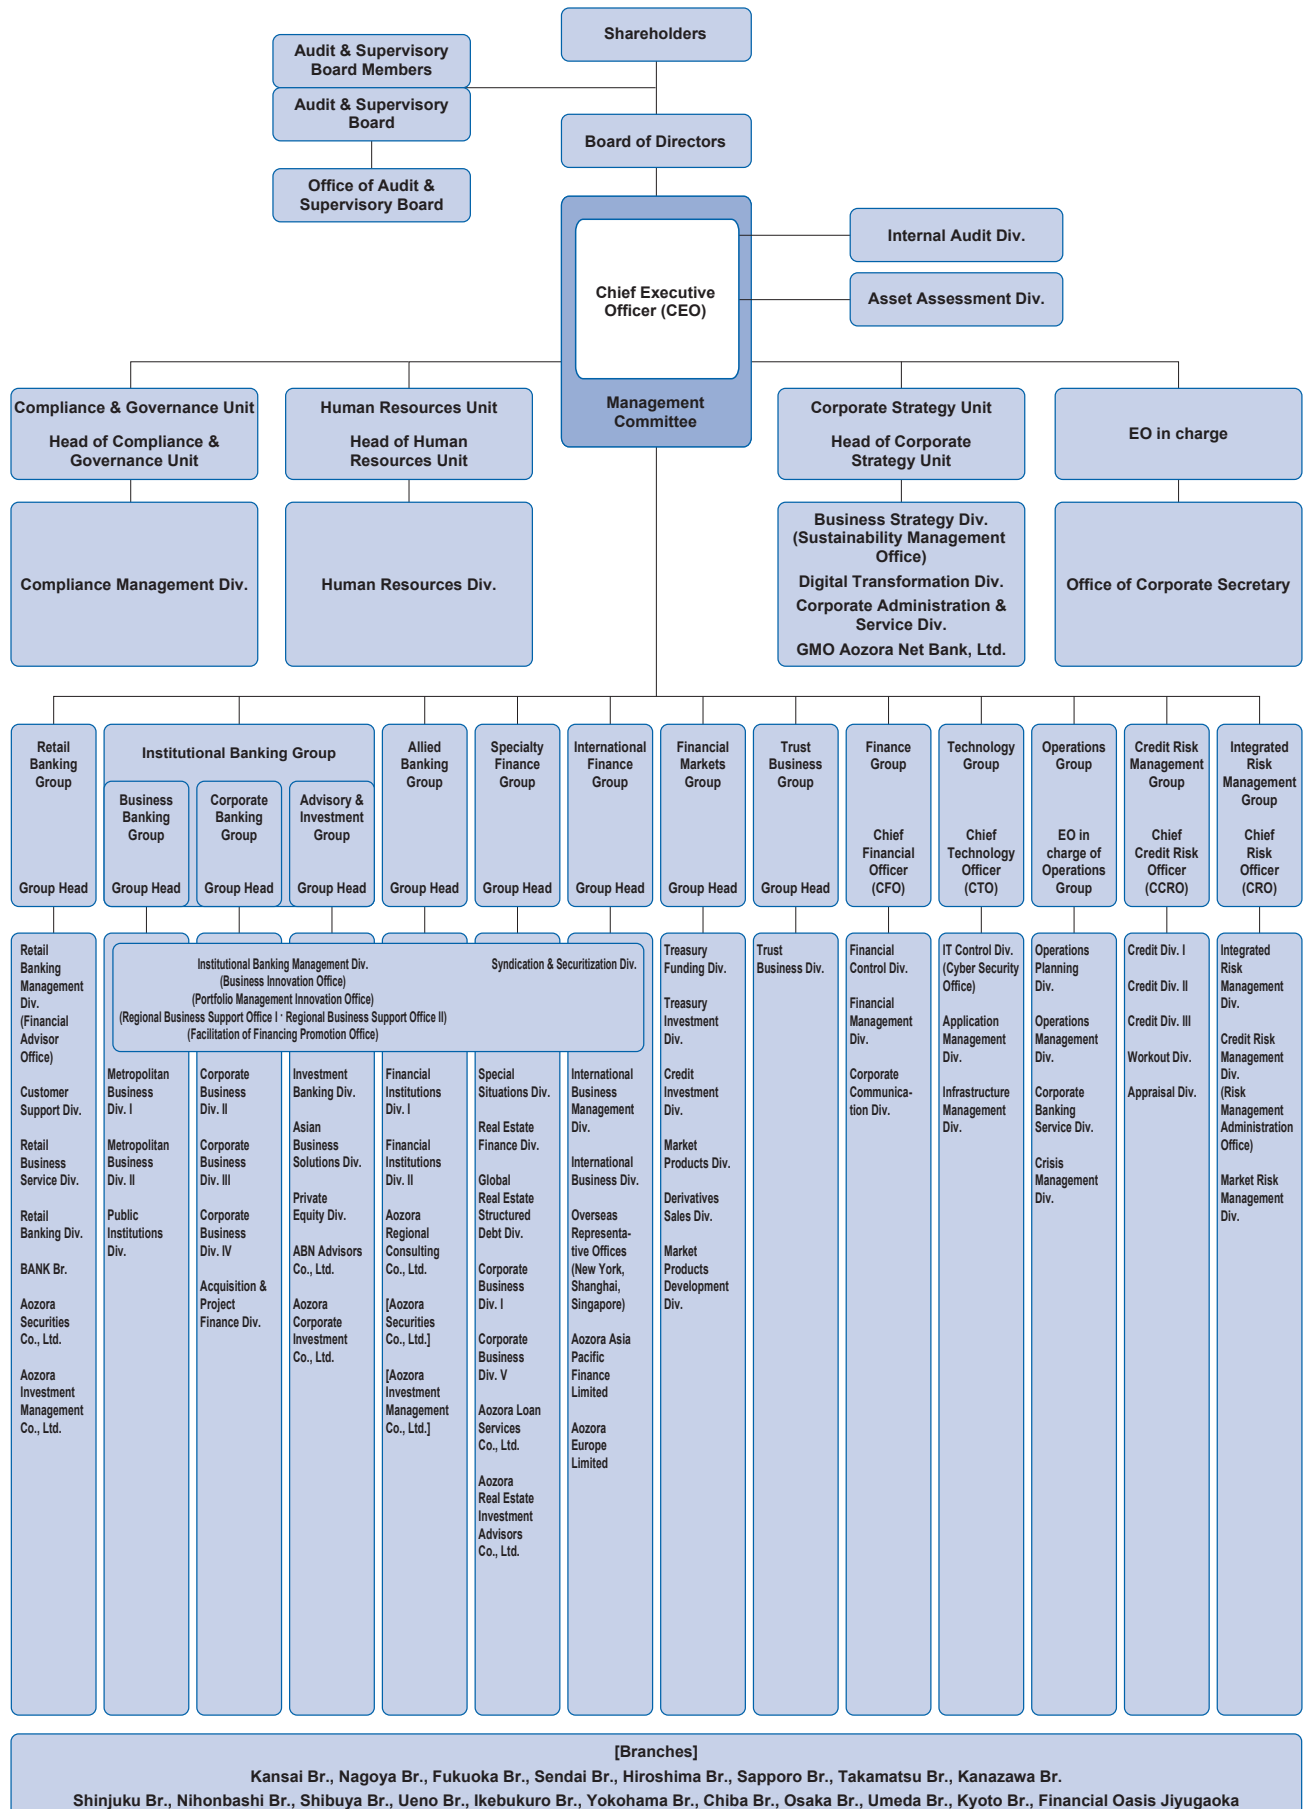 Shareholders
Audit & Supervisory
Board Members
Audit & Supervisory
Board
Board of Directors
Office of Audit &
Supervisory Board
Internal Audit Div.
Chief Executive
Officer (CEO)
Asset Assessment Div.
Management
Committee
Compliance & Governance Unit
Head of Compliance &
Governance Unit
Human Resources Unit
Head of Human
Resources Unit
Corporate Strategy Unit
Head of Corporate
Strategy Unit
EO in charge
Compliance Management Div.
Human Resources Div.
Business Strategy Div.
(Sustainability Management
Office)
Digital Transformation Div.
Corporate Administration &
Service Div.
GMO Aozora Net Bank, Ltd.
Office of Corporate Secretary
Retail
Banking
Group
Group Head
Institutional Banking Group
Business
Banking
Group
Group Head
Corporate
Banking
Group
Group Head
Advisory &
Investment
Group
Group Head
Allied
Banking
Group
Group Head
Specialty
Finance
Group
Group Head
International
Finance
Group
Group Head
Financial
Markets
Group
Group Head
Trust
Business
Group
Group Head
Finance
Group
Chief
Financial
Officer
(CFO)
Technology
Group
Chief
Technology
Officer
(CTO)
Operations
Group
EO in
charge of
Operations
Group
Credit Risk
Management
Group
Chief
Credit Risk
Officer
(CCRO)
Integrated
Risk
Management
Group
Chief
Risk
Officer
(CRO)
Retail
Banking
Management
Div.
(Financial
Advisor
Office)
Customer
Support Div.
Retail
Business
Service Div.
Retail
Banking Div.
BANK Br.
Aozora
Securities
Co., Ltd.
Aozora
Investment
Management
Co., Ltd.
Institutional Banking Management Div.
(Business Innovation Office)
(Portfolio Management Innovation Office)
(Regional Business Support Office I · Regional Business Support Office II)
(Facilitation of Financing Promotion Office)
Syndication & Securitization Div.
Metropolitan
Business
Div. I
Metropolitan
Business
Div. II
Public
Institutions
Div.
Corporate
Business
Div. II
Corporate
Business
Div. III
Corporate
Business
Div. IV
Acquisition &
Project
Finance Div.
Investment
Banking Div.
Asian
Business
Solutions Div.
Private
Equity Div.
ABN Advisors
Co., Ltd.
Aozora
Corporate
Investment
Co., Ltd.
Financial
Institutions
Div. I
Financial
Institutions
Div. II
Aozora
Regional
Consulting
Co., Ltd.
[Aozora
Securities
Co., Ltd.]
[Aozora
Investment
Management
Co., Ltd.]
Special
Situations Div.
Real Estate
Finance Div.
Global
Real Estate
Structured
Debt Div.
Corporate
Business
Div. I
Corporate
Business
Div. V
Aozora Loan
Services
Co., Ltd.
Aozora
Real Estate
Investment
Advisors
Co., Ltd.
International
Business
Management
Div.
International
Business Div.
Overseas
Representa-
tive Offices
(New York,
Shanghai,
Singapore)
Aozora Asia
Pacific
Finance
Limited
Aozora
Europe
Limited
Treasury
Funding Div.
Treasury
Investment
Div.
Credit
Investment
Div.
Market
Products Div.
Derivatives
Sales Div.
Market
Products
Development
Div.
Trust
Business Div.
Financial
Control Div.
Financial
Management
Div.
Corporate
Communica-
tion Div.
IT Control Div.
(Cyber Security
Office)
Application
Management
Div.
Infrastructure
Management
Div.
Operations
Planning
Div.
Operations
Management
Div.
Corporate
Banking
Service Div.
Crisis
Management
Div.
Credit Div. I
Credit Div. II
Credit Div. III
Workout Div.
Appraisal Div.
Integrated
Risk
Management
Div.
Credit Risk
Management
Div.
(Risk
Management
Administration
Office)
Market Risk
Management
Div.
[Branches]
Kansai Br., Nagoya Br., Fukuoka Br., Sendai Br., Hiroshima Br., Sapporo Br., Takamatsu Br., Kanazawa Br.
Shinjuku Br., Nihonbashi Br., Shibuya Br., Ueno Br., Ikebukuro Br., Yokohama Br., Chiba Br., Osaka Br., Umeda Br., Kyoto Br., Financial Oasis Jiyugaoka